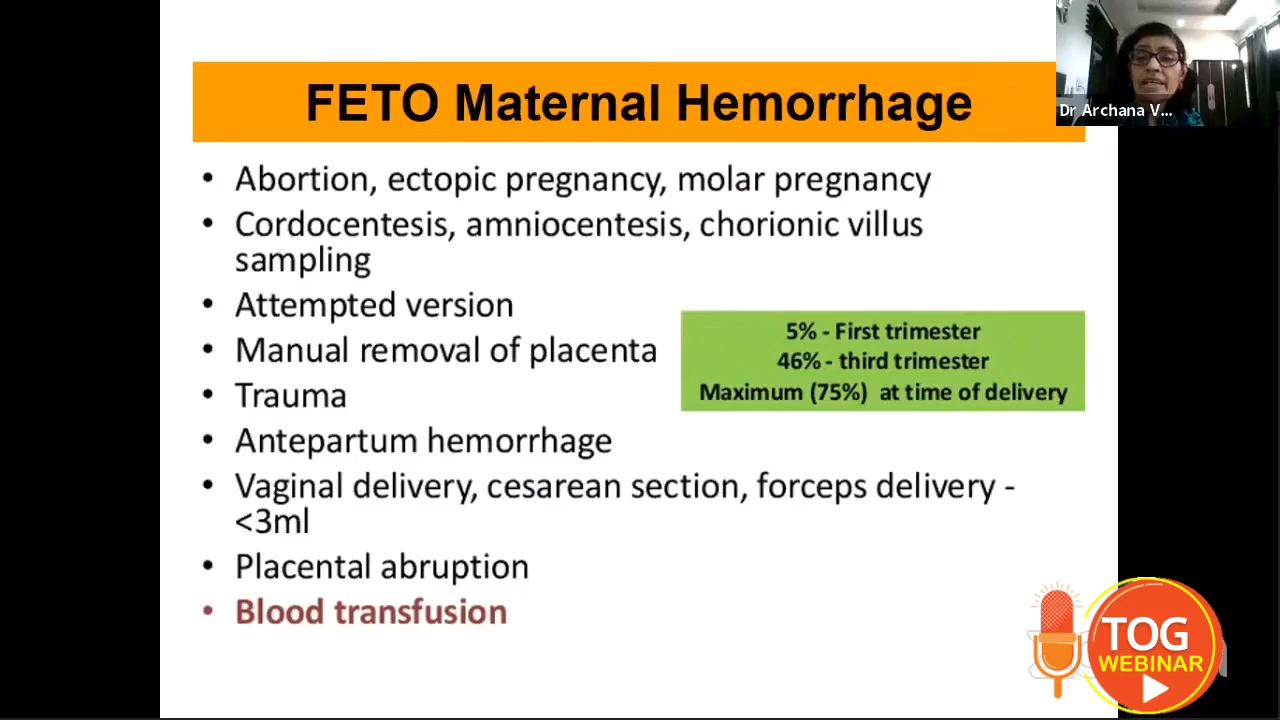 FETO Maternal Hemorrhage
Dr Archana V...
• Abortion, ectopic pregnancy, molar pregnancy
• Cordocentesis, amniocentesis, chorionic villus
sampling
• Attempted version
• Manual removal of placenta
• Trauma
• Antepartum hemorrhage
• Vaginal delivery, cesarean section, forceps delivery -
<3ml
• Placental abruption
• Blood transfusion
5% - First trimester
46% - third trimester
Maximum (75%) at time of delivery
TOG
WEBINAR